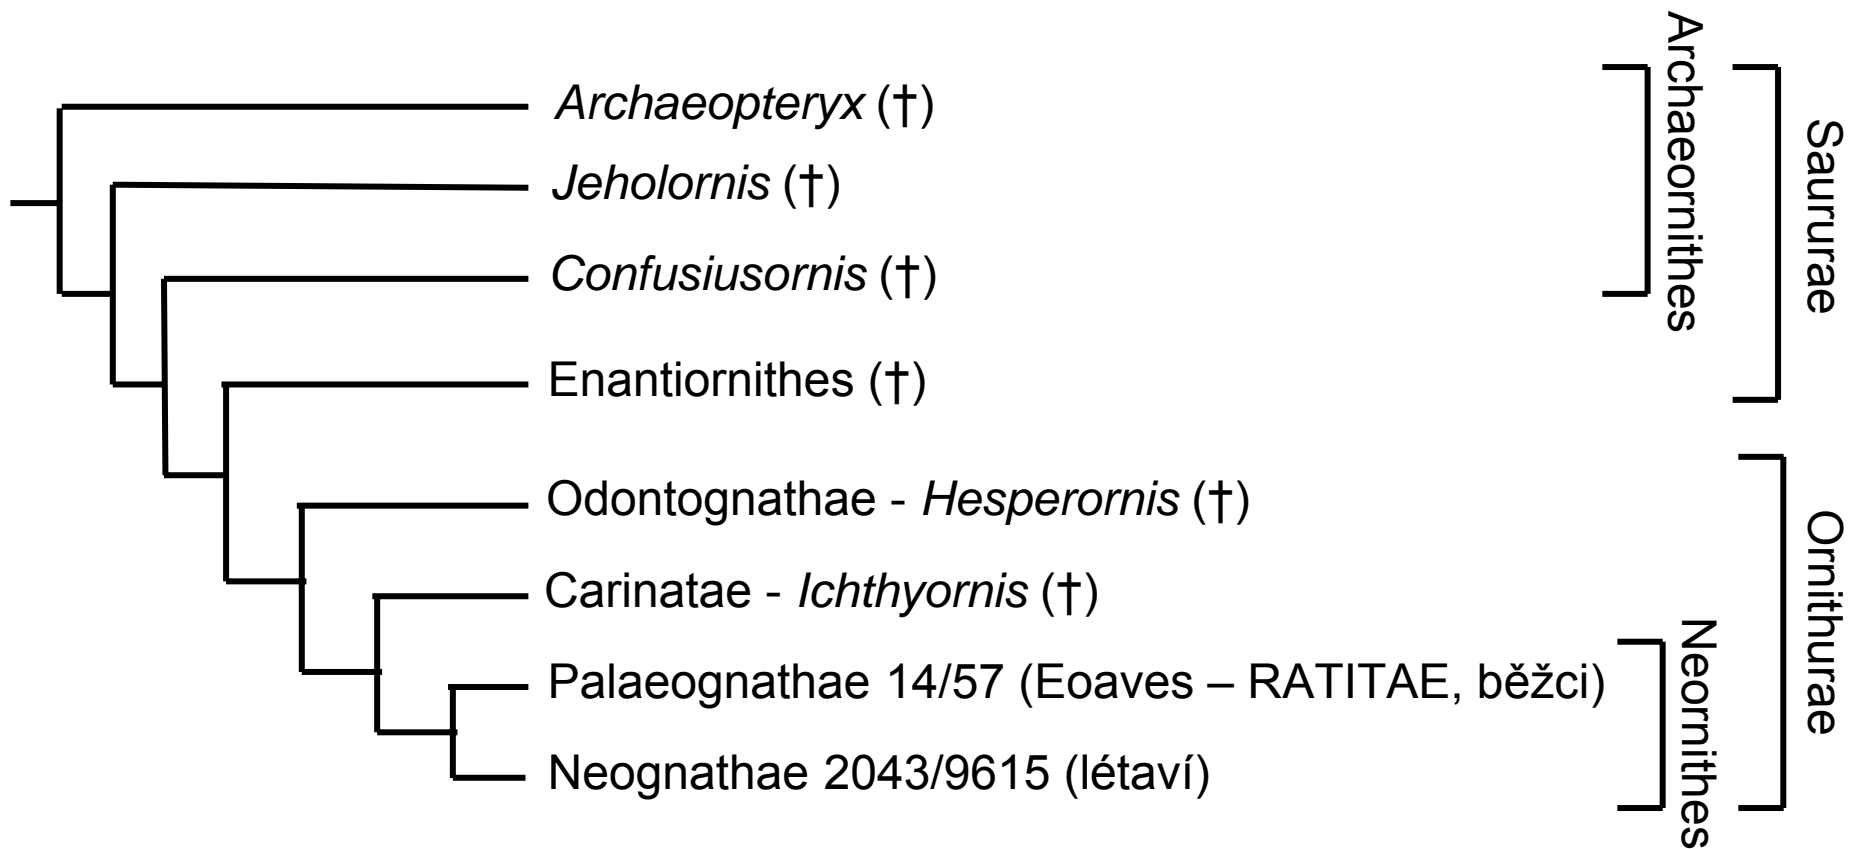 Archaeopteryx (†)
Jeholornis (†)
Confusiusornis (†)
Enantiornithes (†)
Odontognathae - Hesperornis (†)
Carinatae - Ichthyornis (†)
Palaeognathae 14/57 (Eoaves – RATITAE, běžci)
Neognathae 2043/9615 (létaví)
Archaeornithes
Saururae
Neornithes
Ornithurae